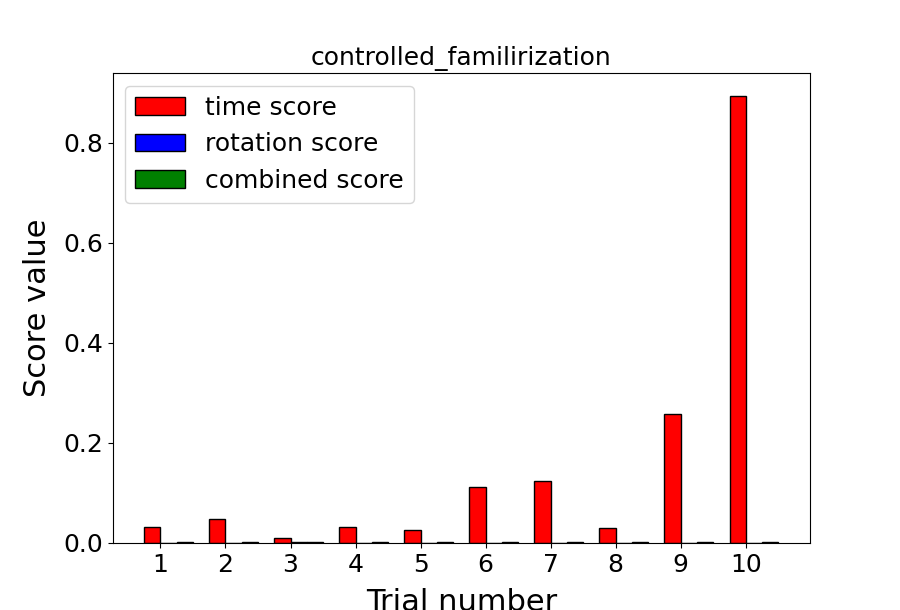 controlled_familirization
time score
rotation score
combined score
Score value
0.8
0.6
0.4
0.2
0.0
1 2 3 4 5 6 7 8 9 10
Trial number